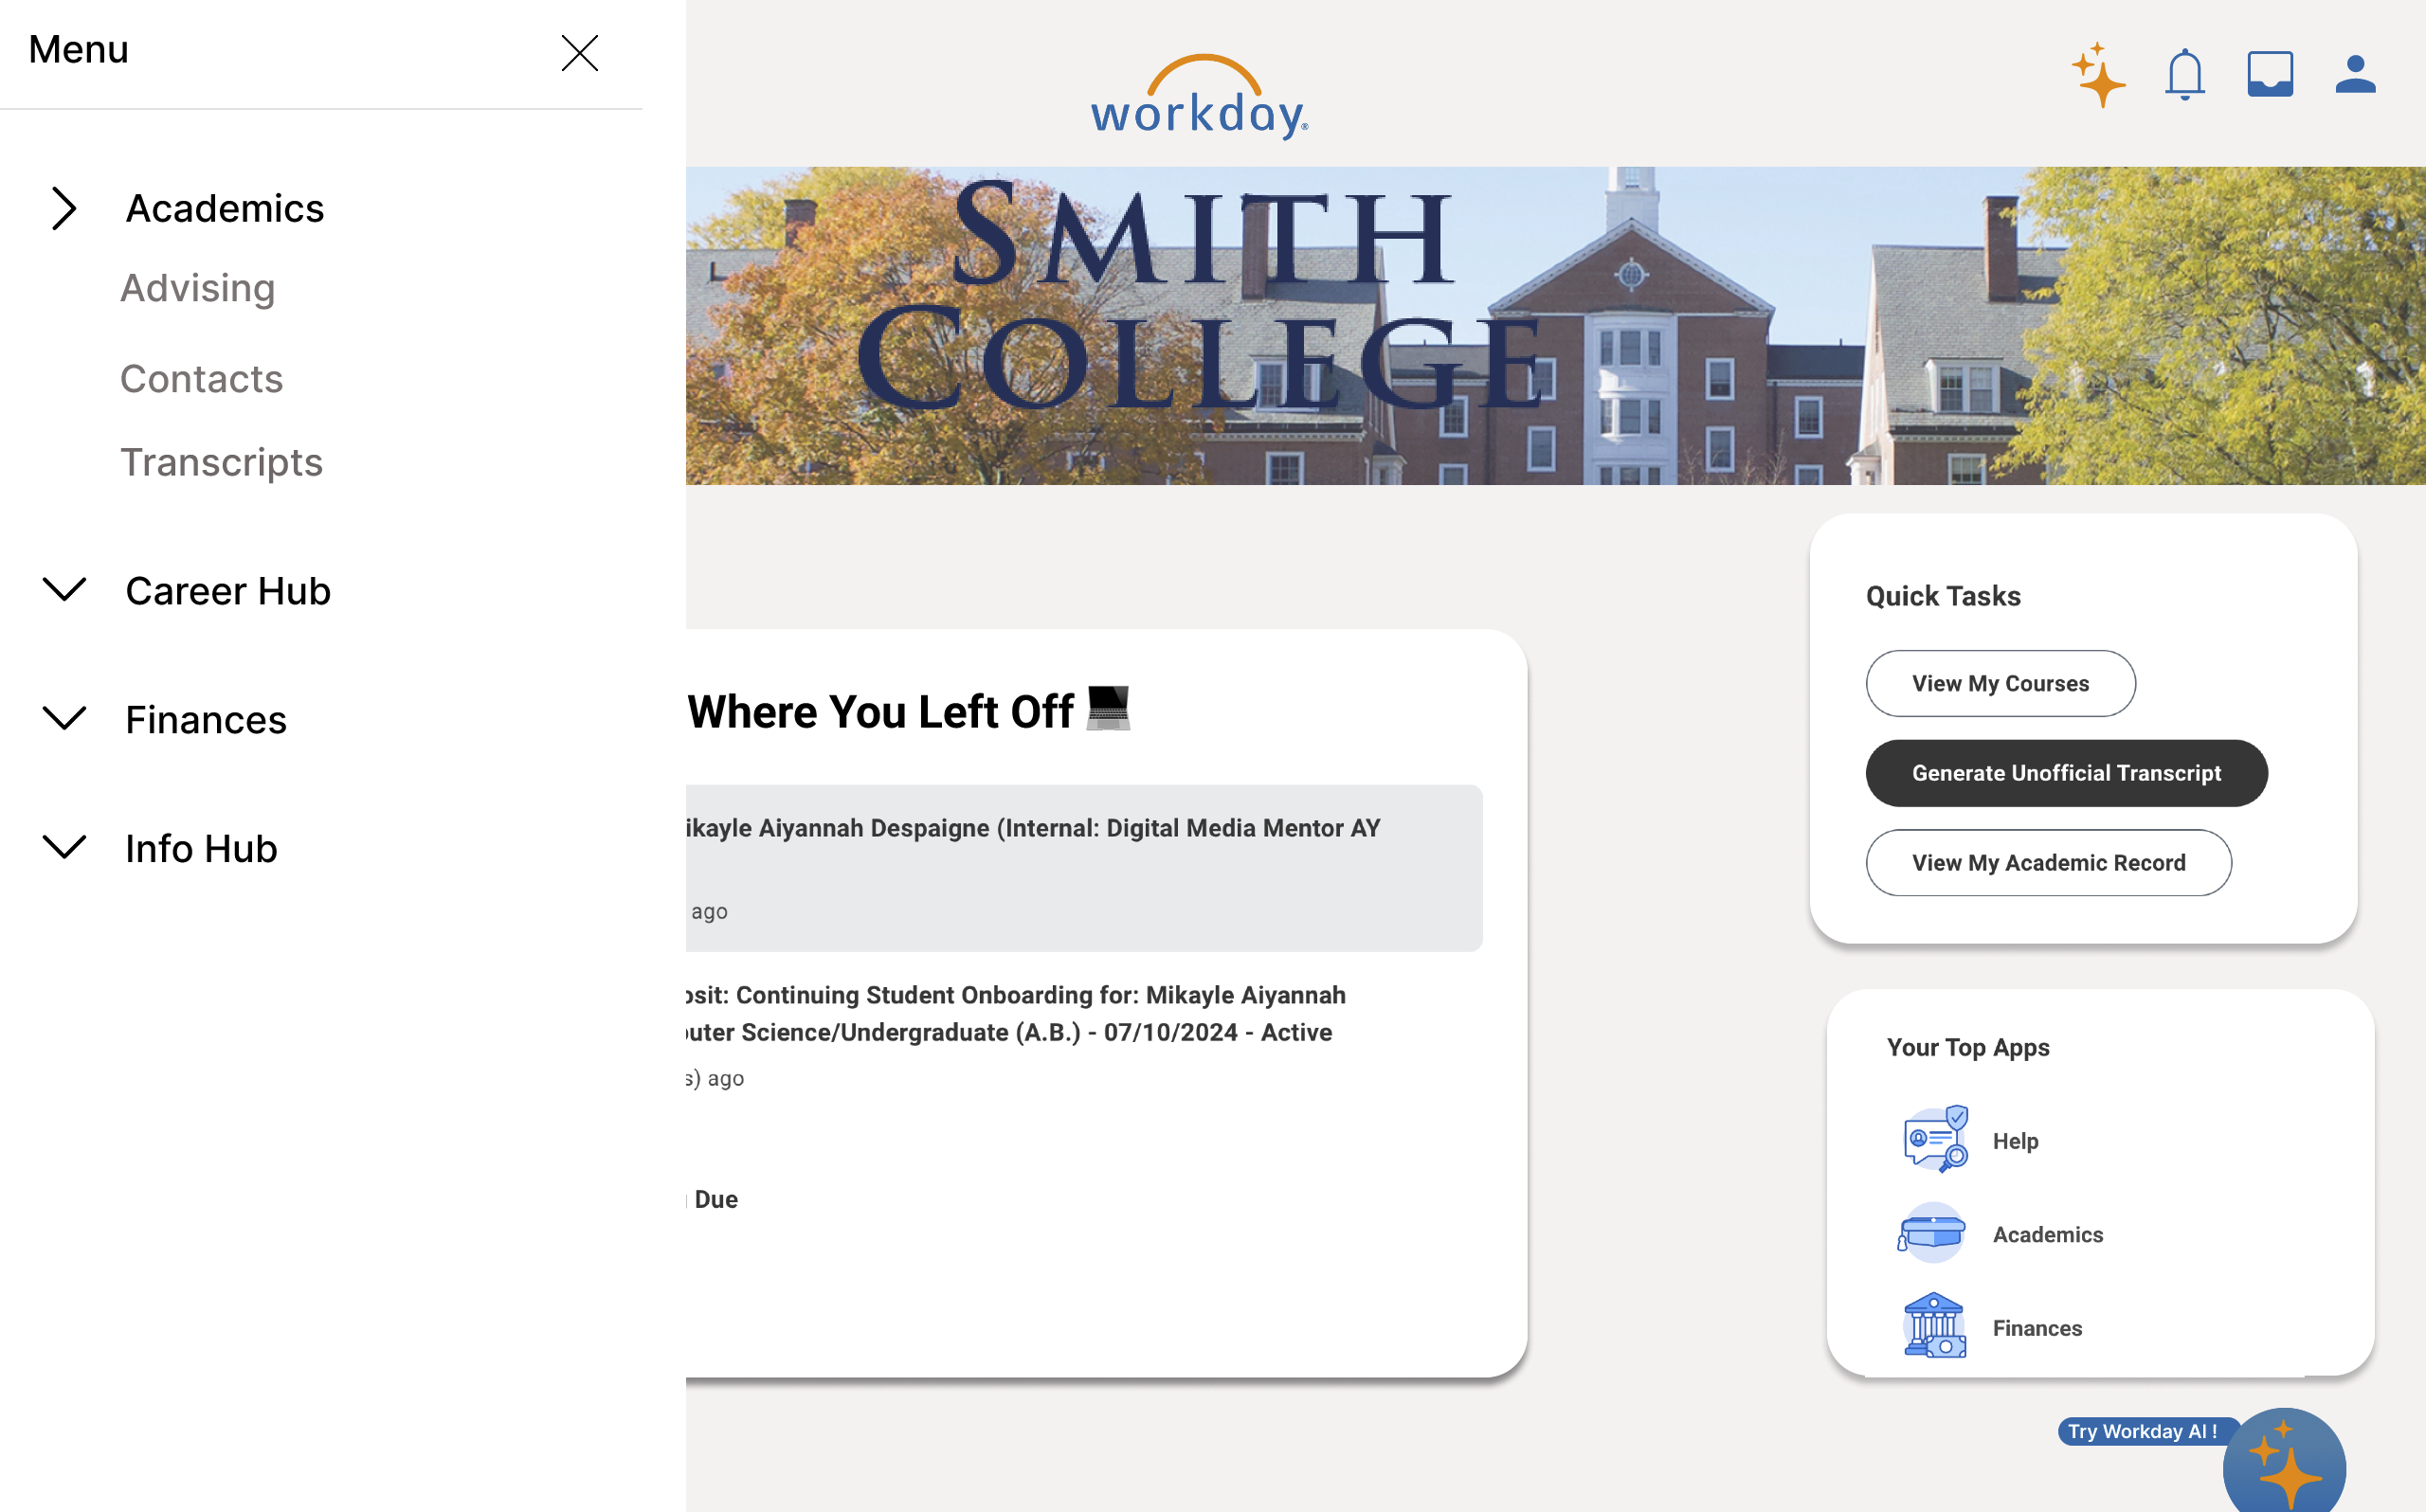 Menu
Academics
Advising
Contacts
Transcripts
Career Hub
Finances
Info Hub
workday®
SMITH
COLLEGE
Where You Left Off
Aiyannah Despaigne (Internal: Digital Media Mentor AY
ago
Continuing Student Onboarding for: Mikayle Aiyannah
Science/Undergraduate (A.B.) - 07/10/2024 - Active
ago
Due
Quick Tasks
View My Courses
Generate Unofficial Transcript
View My Academic Record
Your Top Apps
Help
Academics
Finances
Try Workday AI !